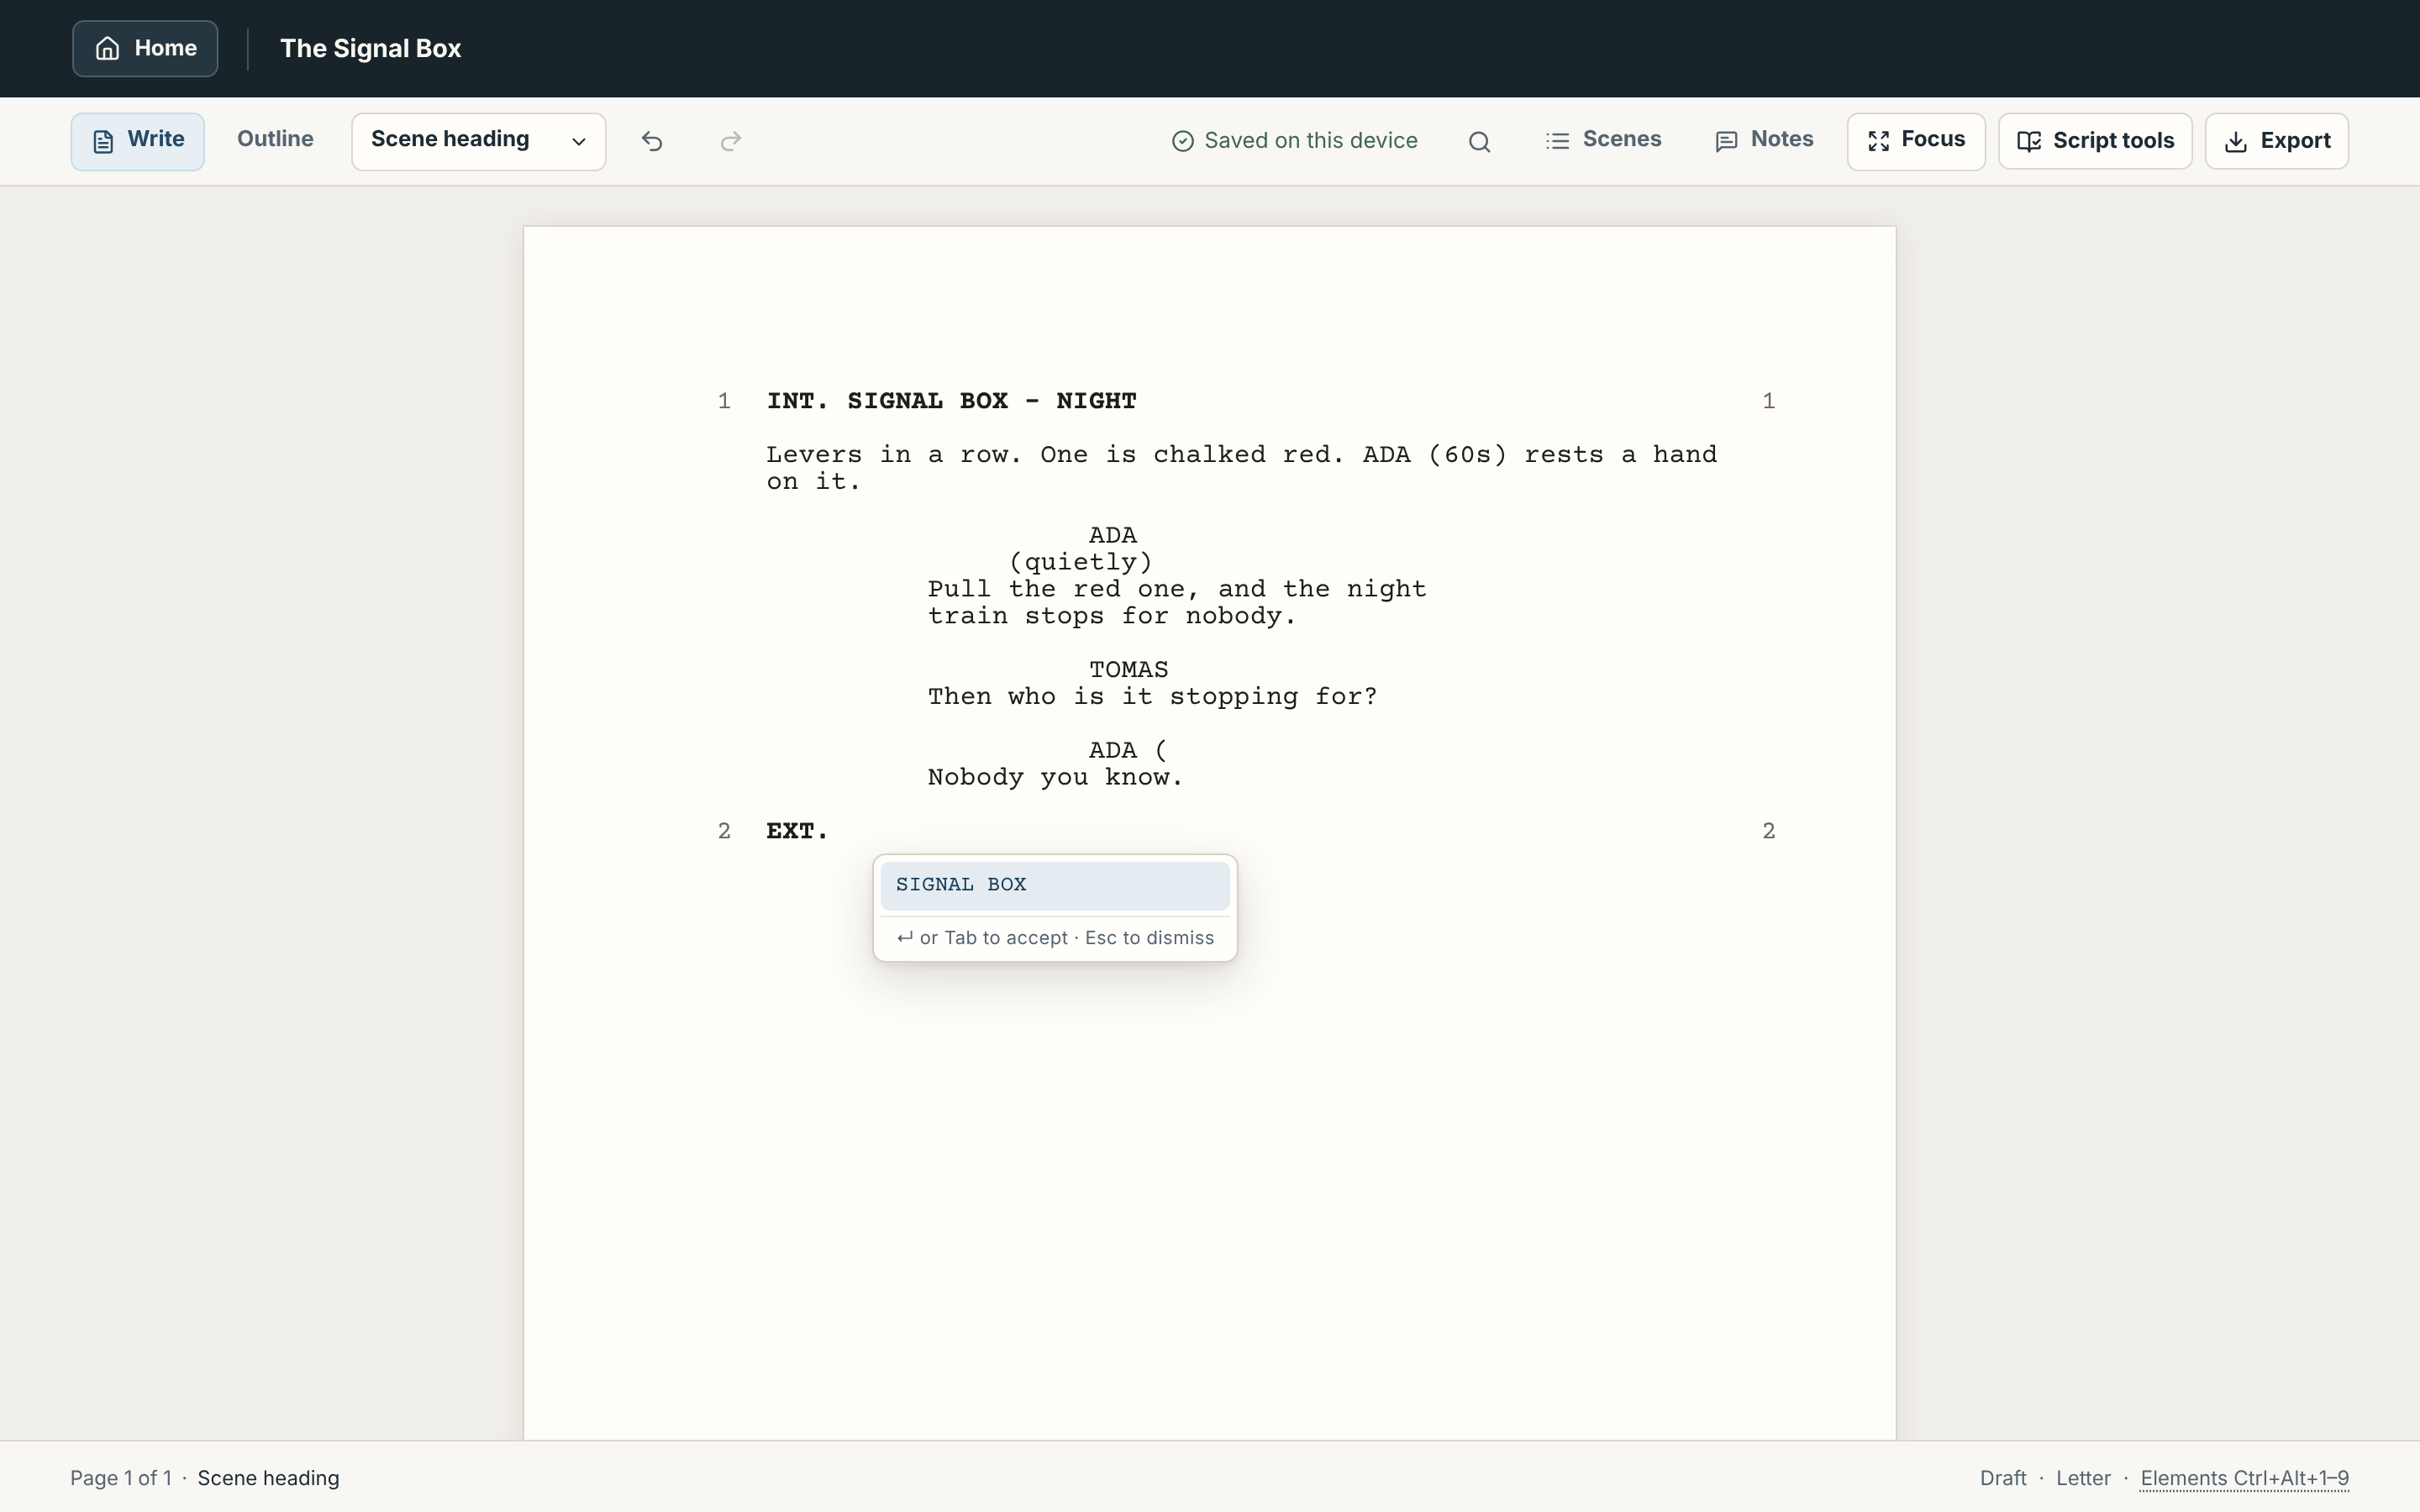 Home
The Signal Box
Write
Outline
Scene heading
Saved on this device
Scenes
Notes
Focus
Script tools
Export
1 INT. SIGNAL BOX - NIGHT 1
Levers in a row. One is chalked red. ADA (60s) rests a hand
on it.
ADA
(quietly)
Pull the red one, and the night
train stops for nobody.
TOMAS
Then who is it stopping for?
ADA (
Nobody you know.
2 EXT. 2
SIGNAL BOX
↵ or Tab to accept · Esc to dismiss
Page 1 of 1 · Scene heading
Draft · Letter · Elements Ctrl+Alt+1–9